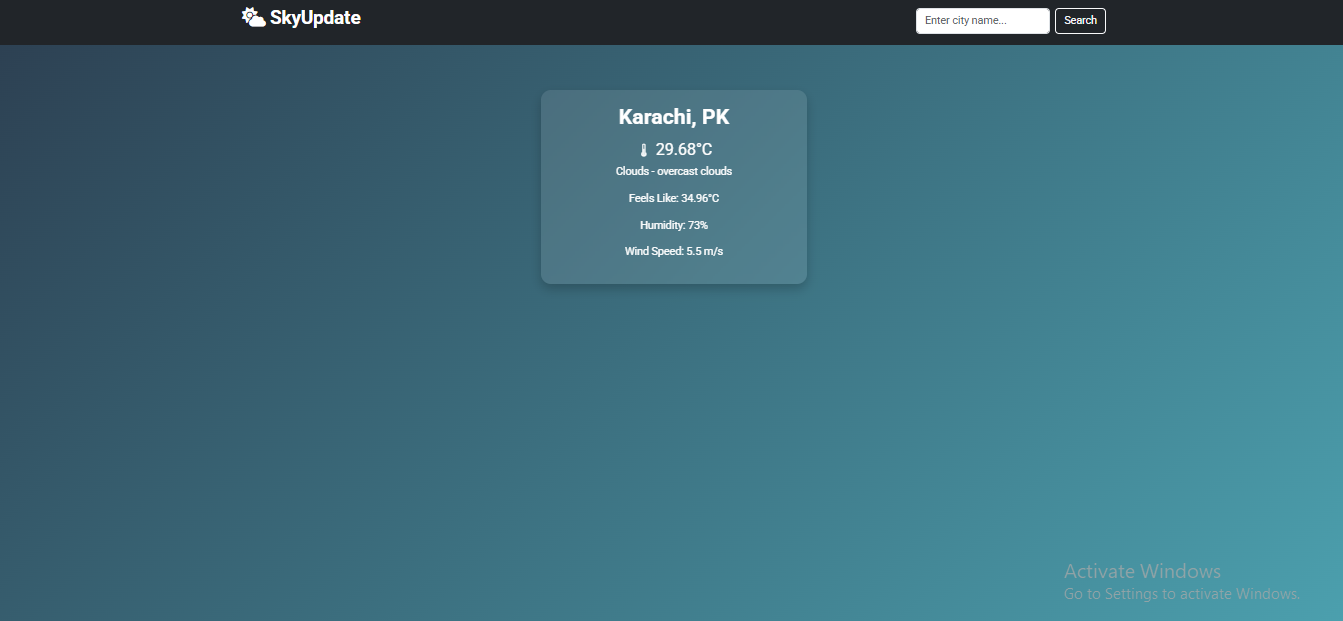 SkyUpdate
Enter city name...
Search
Karachi, PK
29.68°C
Clouds - overcast clouds
Feels Like: 34.96°C
Humidity: 73%
Wind Speed: 5.5 m/s
Activate Windows
Go to Settings to activate Windows.